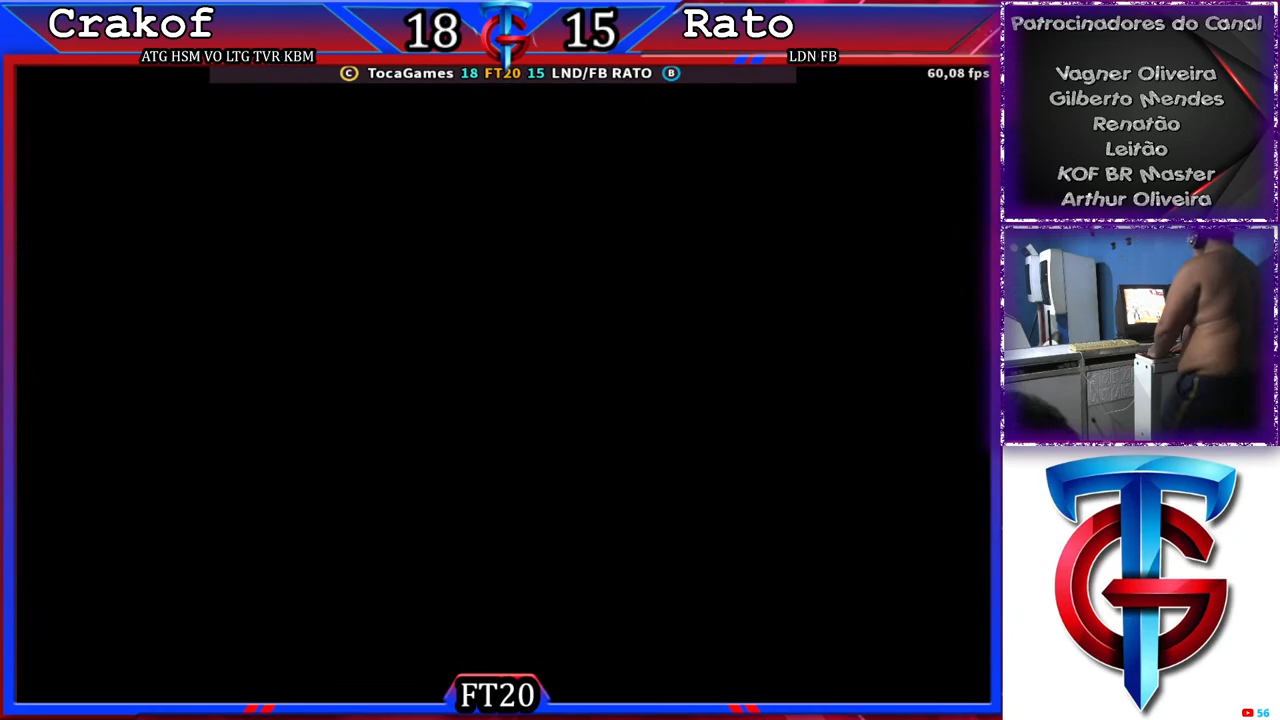 Crakof
18
15
Rato
ATG HSM VO LTG TVR KBM
LDN FB
C TocaGames 18 FT20 15 LND/FB RATO B
60,08 fps
Patrocinadores do Canal
Vagner Oliveira
Gilberto Mendes
Renatão
Leitão
KOF BR Master
Arthur Oliveira
TG
FT20
56